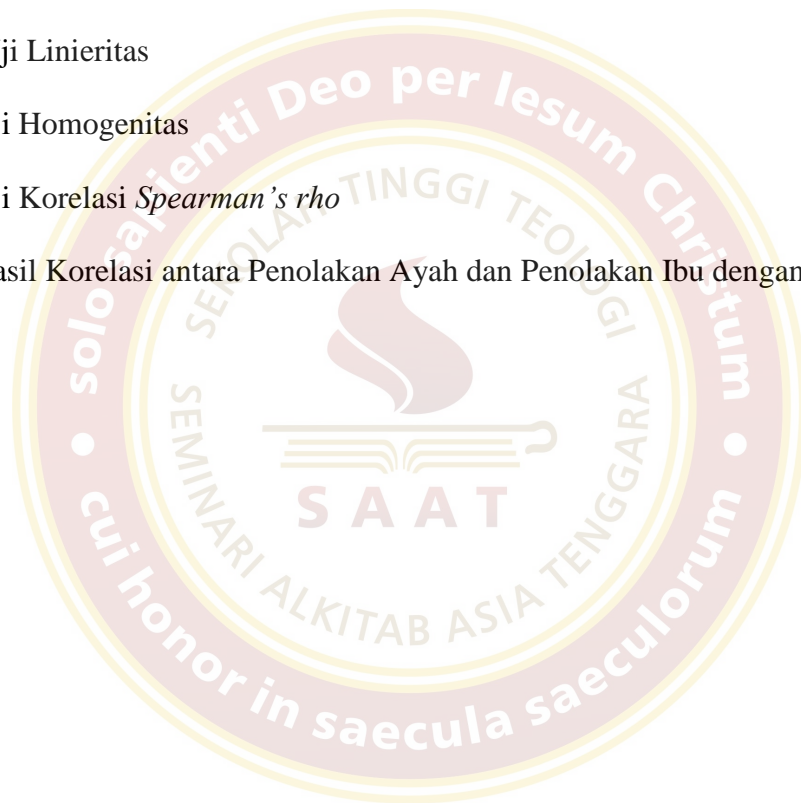 ji Linieritas
i Homogenitas
i Korelasi Spearman's rho
asil Korelasi antara Penolakan Ayah dan Penolakan Ibu dengan
solo sapienti Deo per Iesum Christum
SEKOLAH TINGGI TEOLOGI
SEMINARI ALKITAB ASIA TENGGARA
SAAT
cui honor in saecula saeculorum